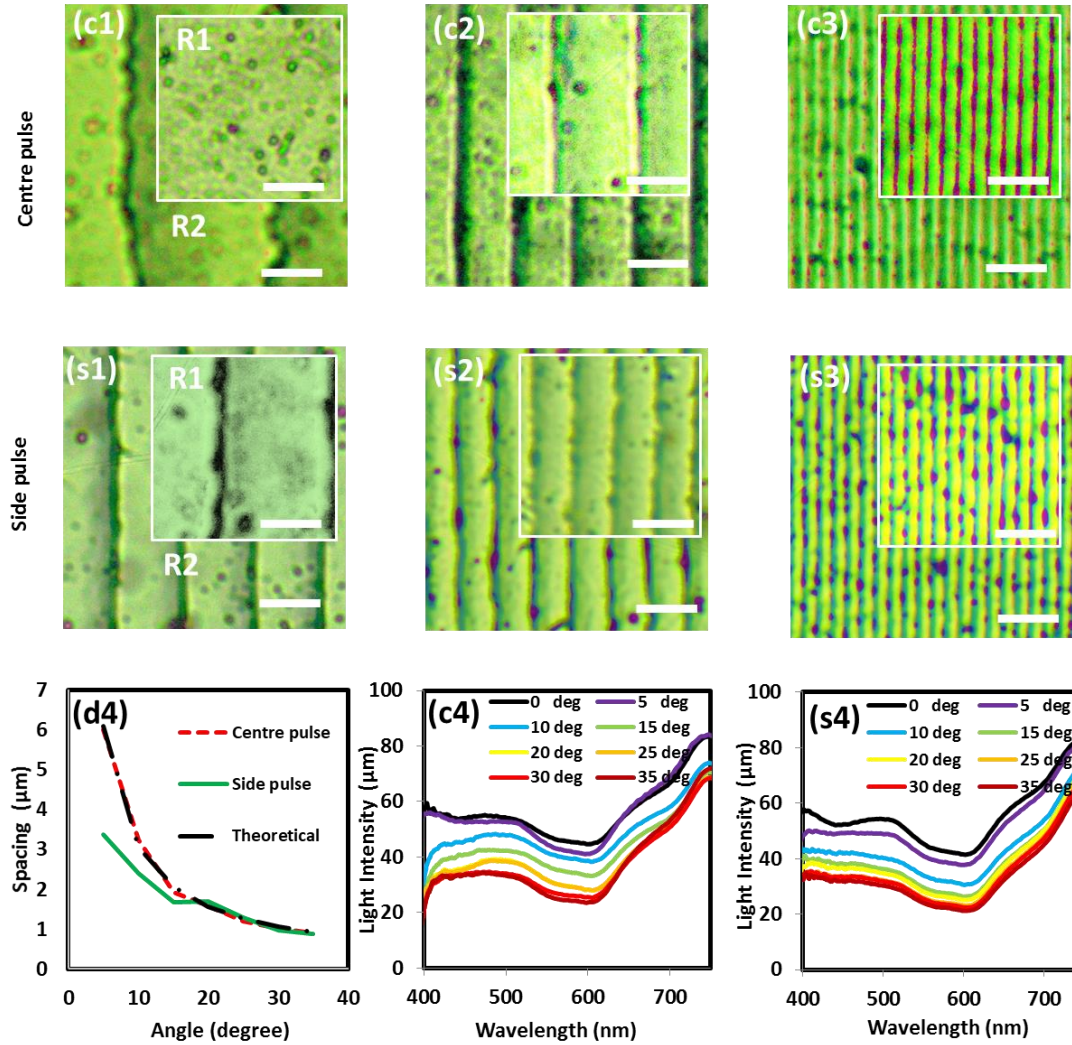 (c1)
R1
R2
(c2)
(c3)
Centre pulse
(s1)
R1
R2
(s2)
(s3)
Side pulse
(d4)
7
6
5
4
3
2
1
0
Spacing (µm)
Centre pulse
Side pulse
Theoretical
0 10 20 30 40
Angle (degree)
(c4)
100
80
60
40
20
0
Light Intensity (µm)
0 deg 5 deg
10 deg 15 deg
20 deg 25 deg
30 deg 35 deg
400 500 600 700
Wavelength (nm)
(s4)
100
80
60
40
20
0
Light Intensity (µm)
0 deg 5 deg
10 deg 15 deg
20 deg 25 deg
30 deg 35 deg
400 500 600 700
Wavelength (nm)